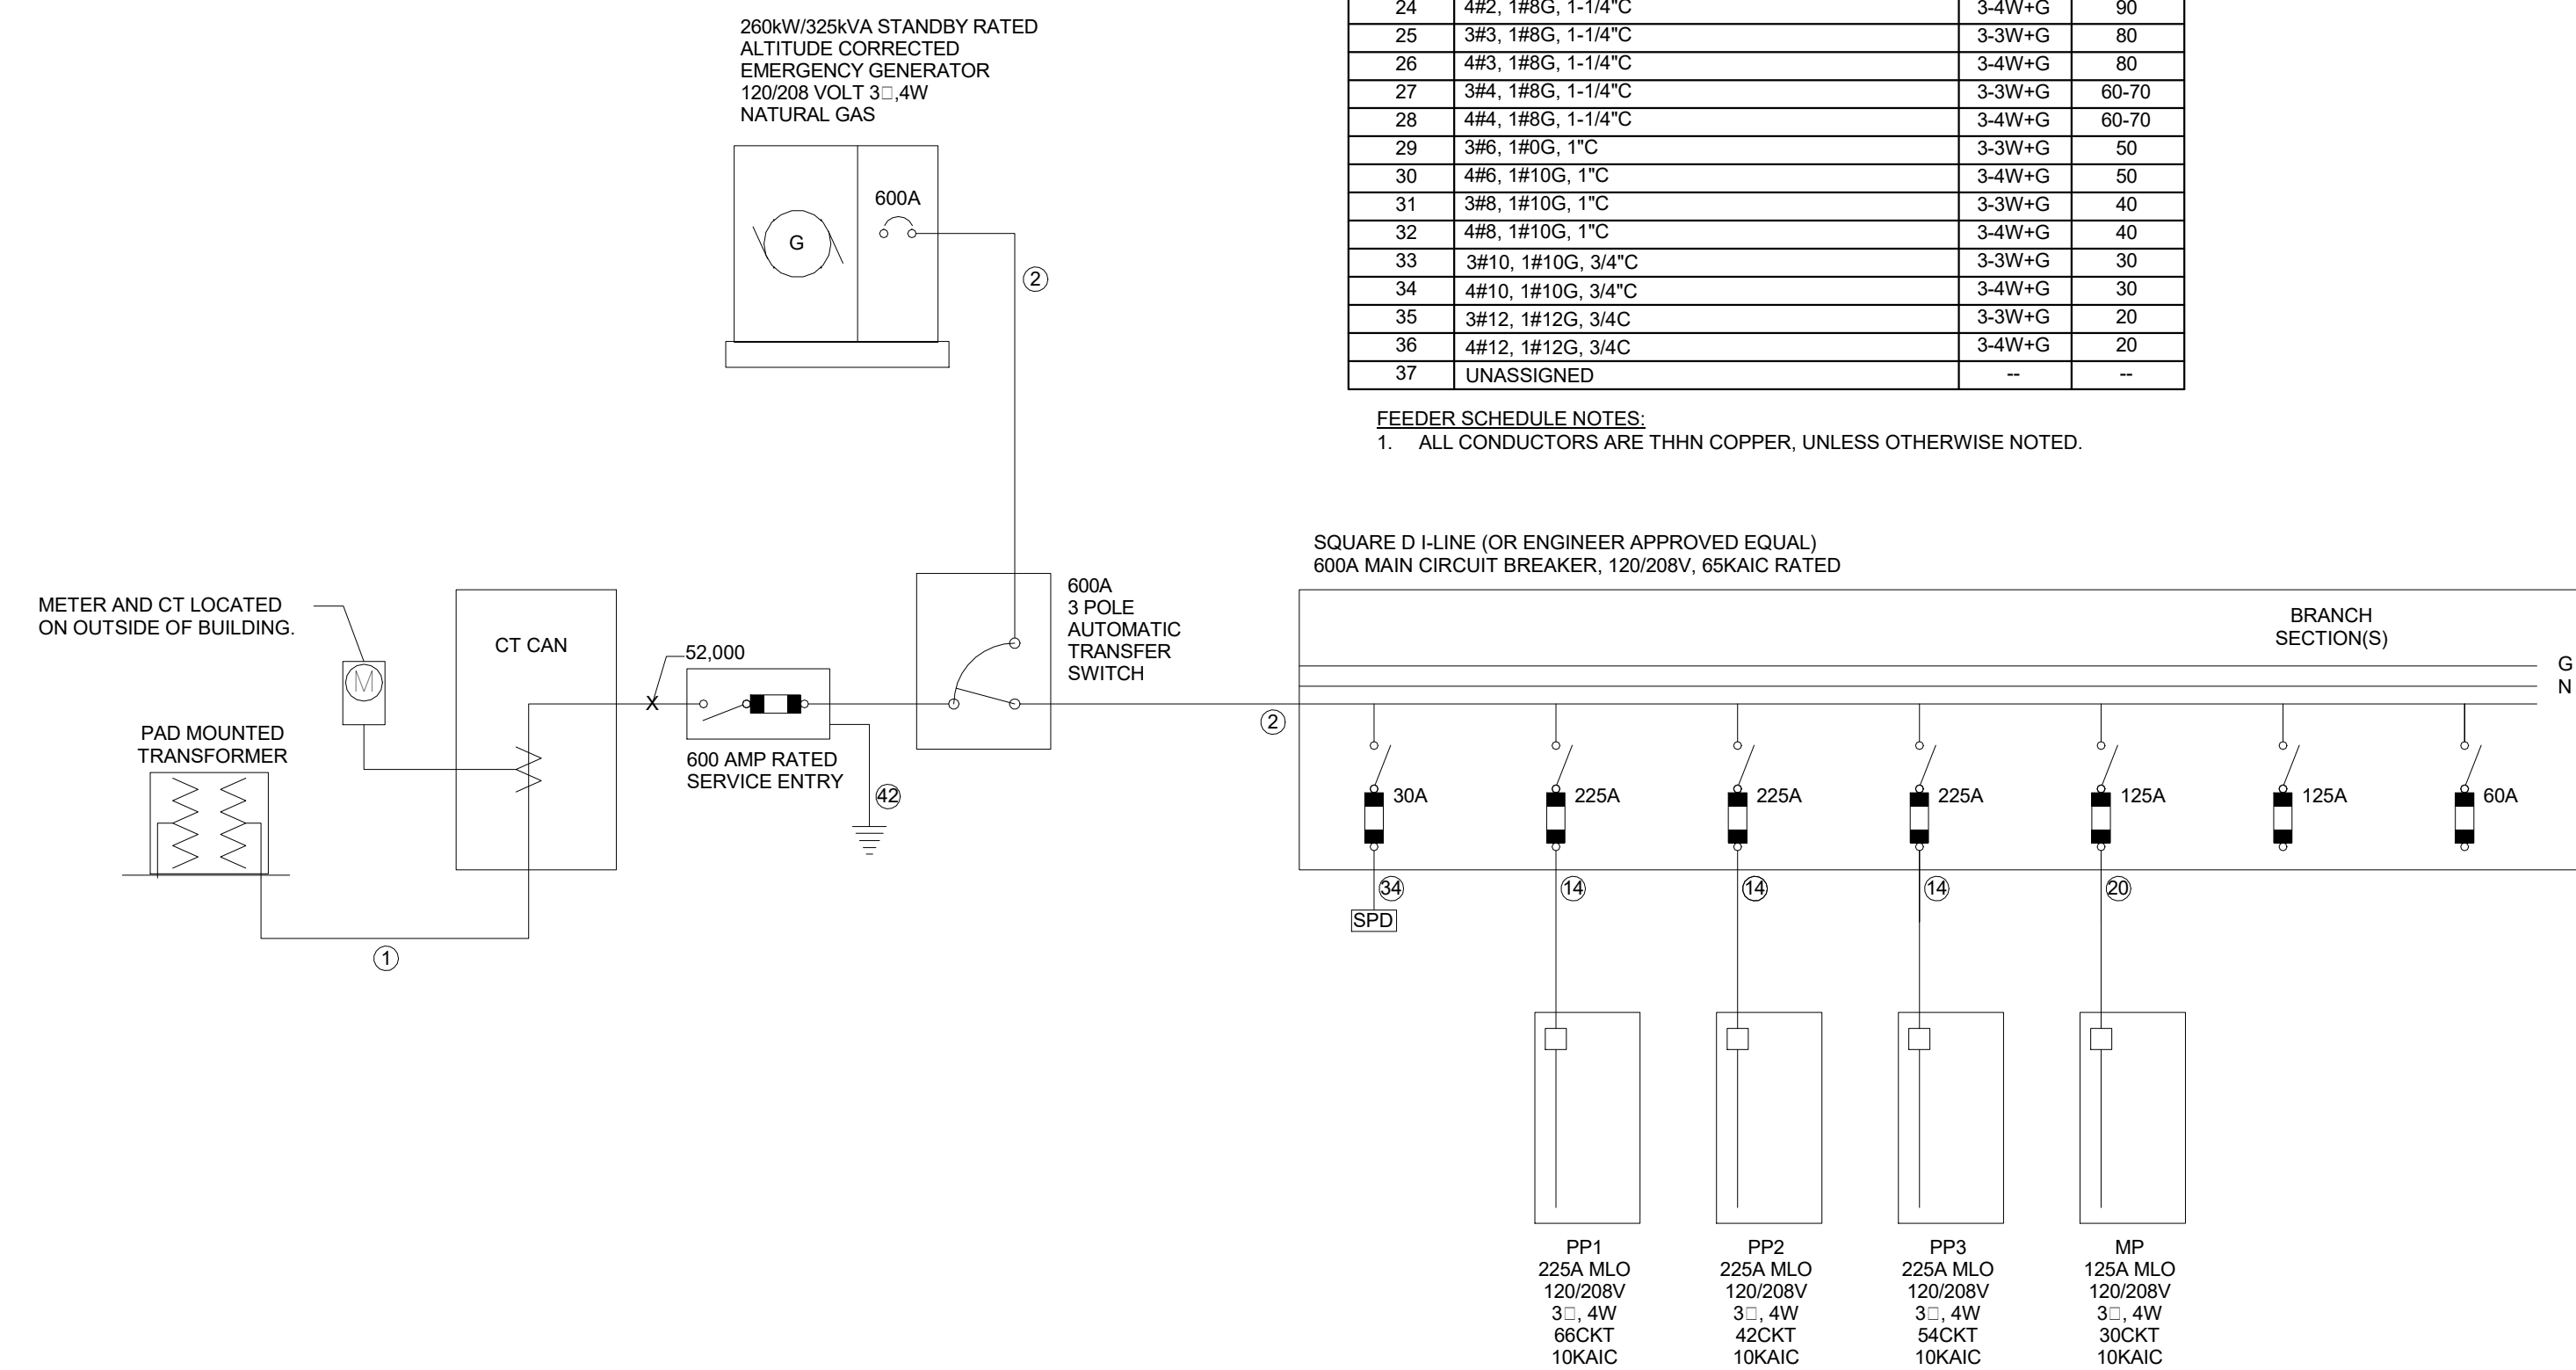 260kW/325kVA STANDBY RATED
ALTITUDE CORRECTED
EMERGENCY GENERATOR
120/208 VOLT 3□,4W
NATURAL GAS
G
600A
2
24 4#2, 1#8G, 1-1/4"C 3-4W+G 90
25 3#3, 1#8G, 1-1/4"C 3-3W+G 80
26 4#3, 1#8G, 1-1/4"C 3-4W+G 80
27 3#4, 1#8G, 1-1/4"C 3-3W+G 60-70
28 4#4, 1#8G, 1-1/4"C 3-4W+G 60-70
29 3#6, 1#0G, 1"C 3-3W+G 50
30 4#6, 1#10G, 1"C 3-4W+G 50
31 3#8, 1#10G, 1"C 3-3W+G 40
32 4#8, 1#10G, 1"C 3-4W+G 40
33 3#10, 1#10G, 3/4"C 3-3W+G 30
34 4#10, 1#10G, 3/4"C 3-4W+G 30
35 3#12, 1#12G, 3/4C 3-3W+G 20
36 4#12, 1#12G, 3/4C 3-4W+G 20
37 UNASSIGNED -- --
FEEDER SCHEDULE NOTES:
1. ALL CONDUCTORS ARE THHN COPPER, UNLESS OTHERWISE NOTED.
METER AND CT LOCATED
ON OUTSIDE OF BUILDING.
M
PAD MOUNTED
TRANSFORMER
1
CT CAN
X
52,000
600 AMP RATED
SERVICE ENTRY
42
600A
3 POLE
AUTOMATIC
TRANSFER
SWITCH
2
SQUARE D I-LINE (OR ENGINEER APPROVED EQUAL)
600A MAIN CIRCUIT BREAKER, 120/208V, 65KAIC RATED
BRANCH
SECTION(S)
G
N
30A 225A 225A 225A 125A 125A 60A
34 14 14 14 20
SPD
PP1
225A MLO
120/208V
3□, 4W
66CKT
10KAIC
PP2
225A MLO
120/208V
3□, 4W
42CKT
10KAIC
PP3
225A MLO
120/208V
3□, 4W
54CKT
10KAIC
MP
125A MLO
120/208V
3□, 4W
30CKT
10KAIC